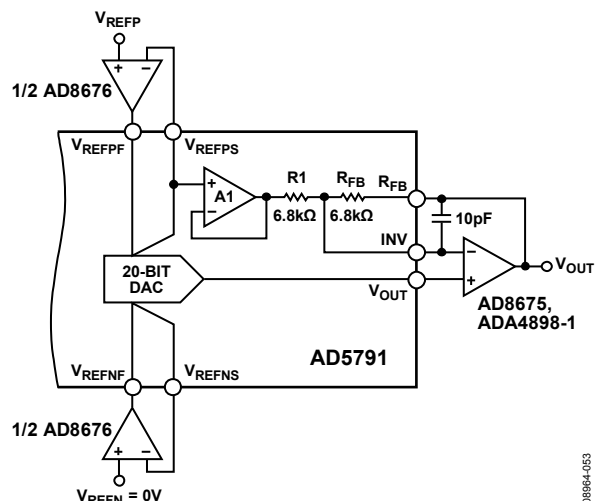 VREFP
1/2 AD8676
VREFPF
VREFPS
A1
R1
6.8kΩ
RFB
6.8kΩ
RFB
10pF
INV
20-BIT
DAC
VOUT
VOUT
AD8675,
ADA4898-1
AD5791
VREFNF
VREFNS
1/2 AD8676
VREFN = 0V
08964-053